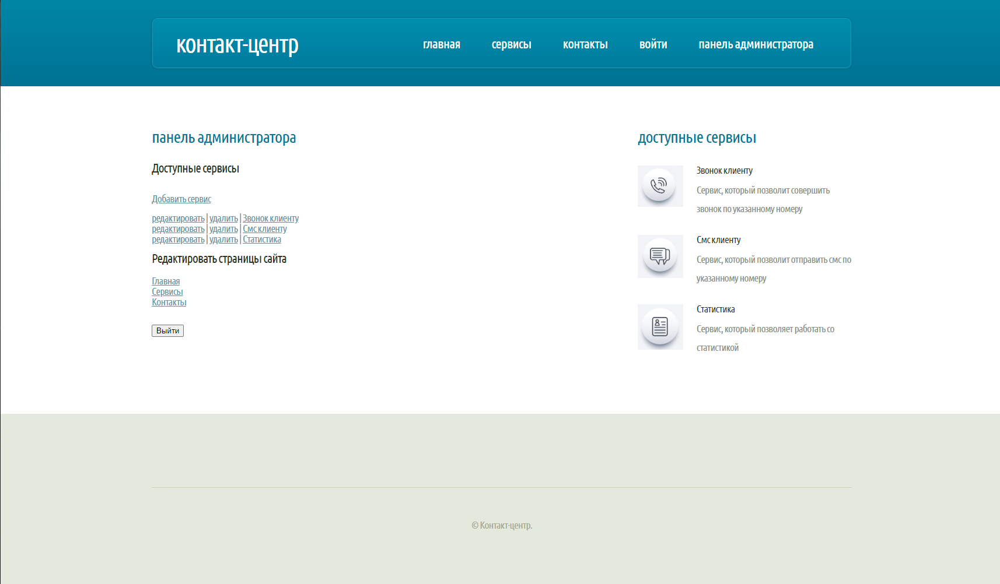 контакт-центр
главная сервисы контакты войти панель администратора
панель администратора
Доступные сервисы
Добавить сервис
редактировать | удалить | Звонок клиенту
редактировать | удалить | Смс клиенту
редактировать | удалить | Статистика
Редактировать страницы сайта
Главная
Сервисы
Контакты
Выйти
доступные сервисы
Звонок клиенту
Сервис, который позволит совершить
звонок по указанному номеру
Смс клиенту
Сервис, который позволит отправить смс по
указанному номеру
Статистика
Сервис, который позволяет работать со
статистикой
© Контакт-центр.